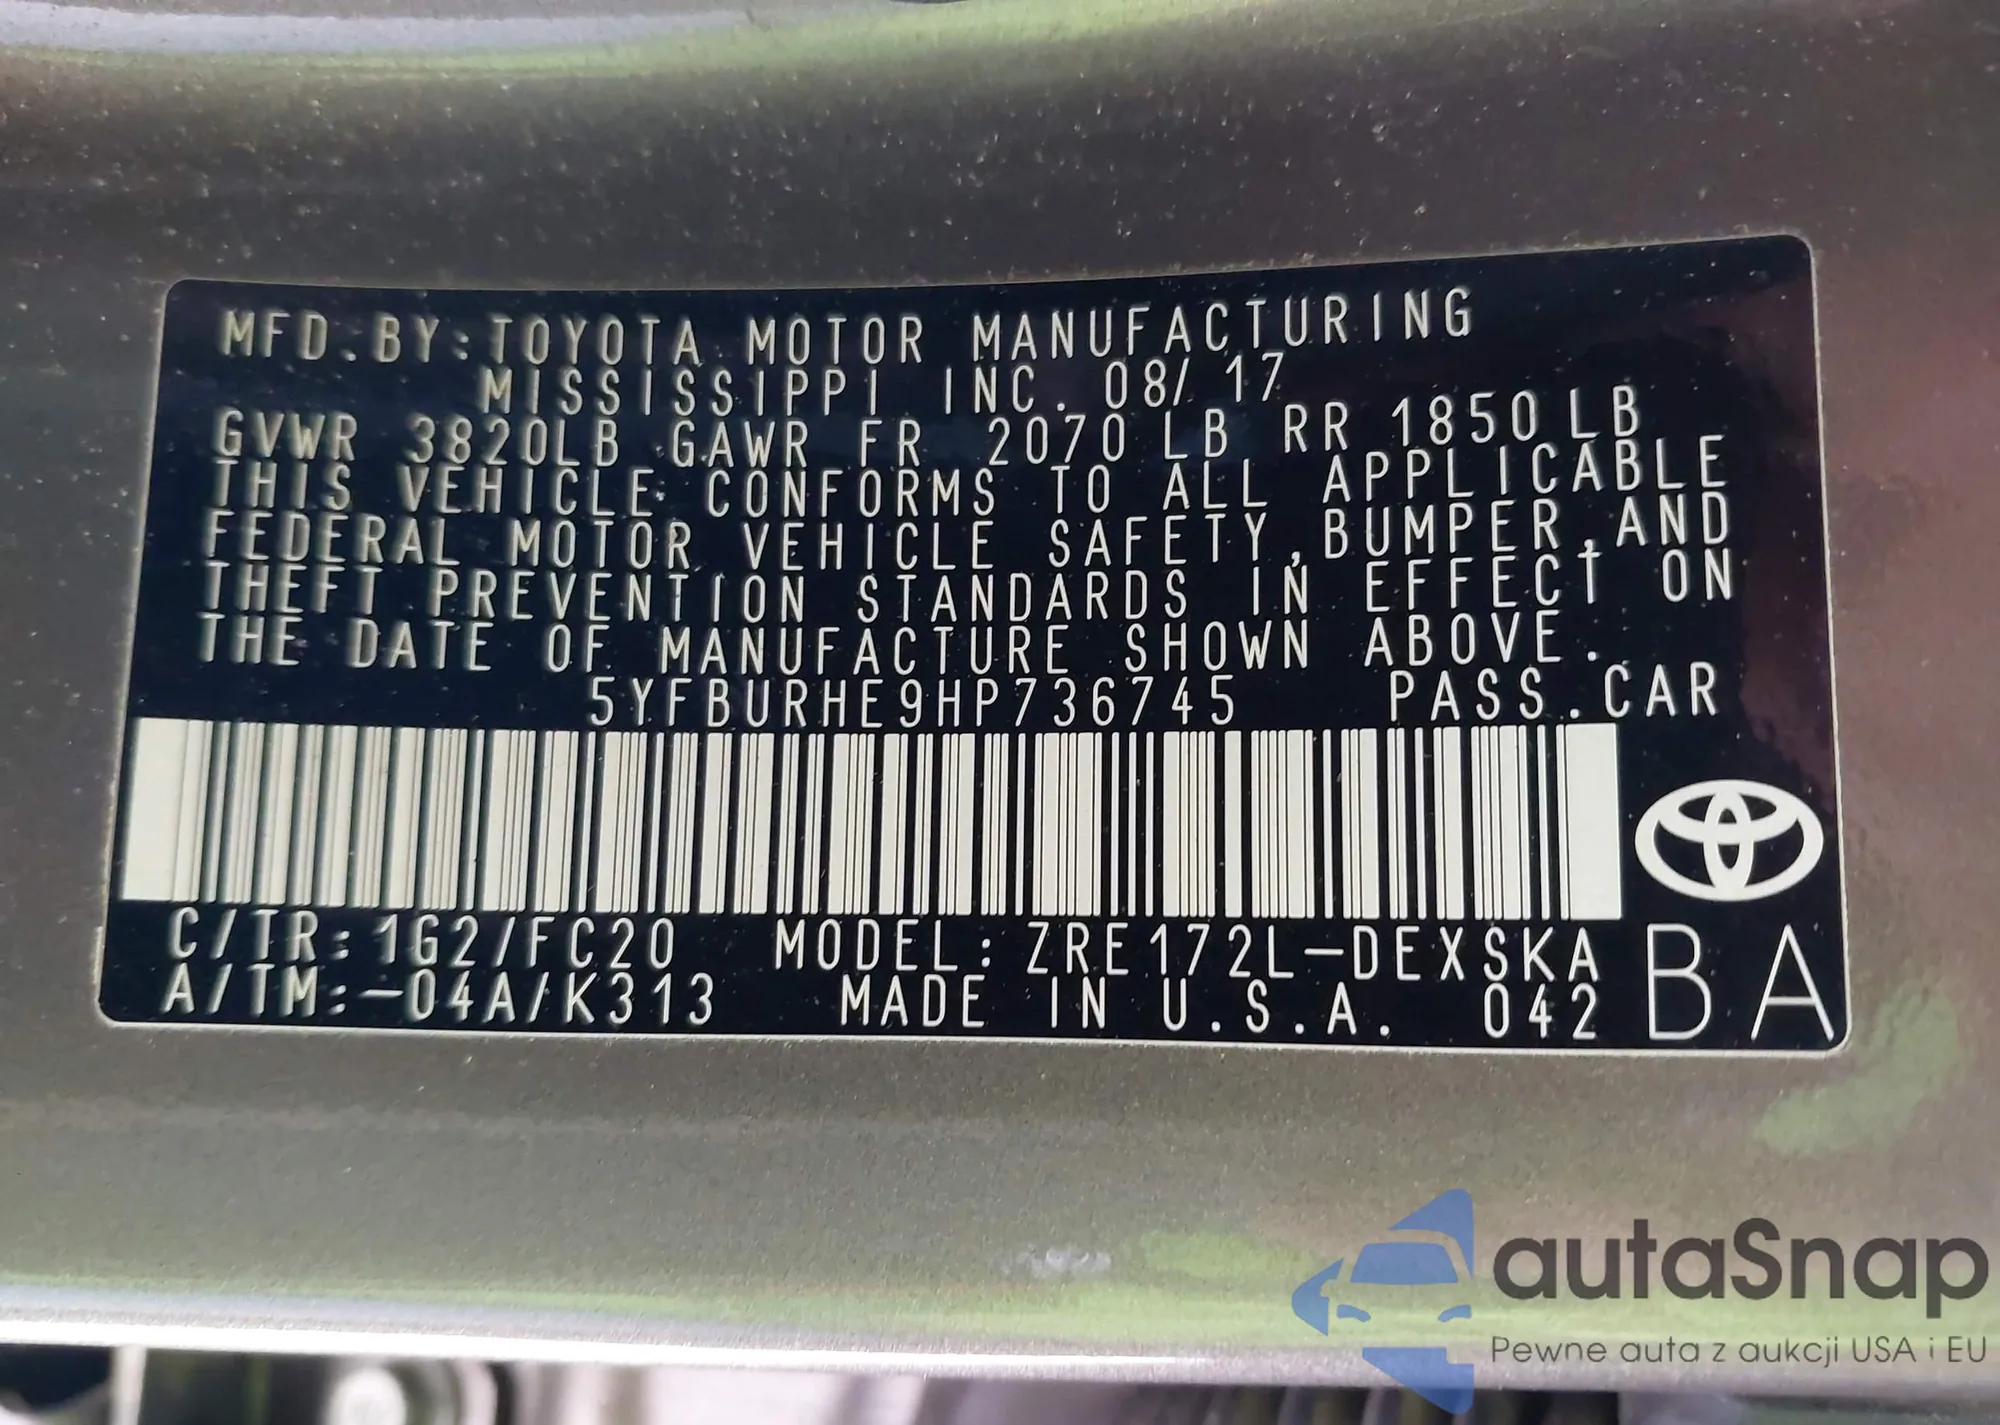 MFD.BY:TOYOTA MOTOR MANUFACTURING
MISSISSIPPI INC. 08/17
GVWR 3820LB GAWR FR 2070 LB RR 1850LB
THIS VEHICLE CONFORMS TO ALL APPLICABLE
FEDERAL MOTOR VEHICLE SAFETY,BUMPER,AND
THEFT PREVENTION STANDARDS IN EFFECT ON
THE DATE OF MANUFACTURE SHOWN ABOVE.
5YFBURHE9HP736745 PASS.CAR
C/TR:1G2/FC20 MODEL:ZRE172L-DEXSKA
A/TM:-04A/K313 MADE IN U.S.A. 042
BA
autaSnap
Pewne auta z aukcji USA i EU